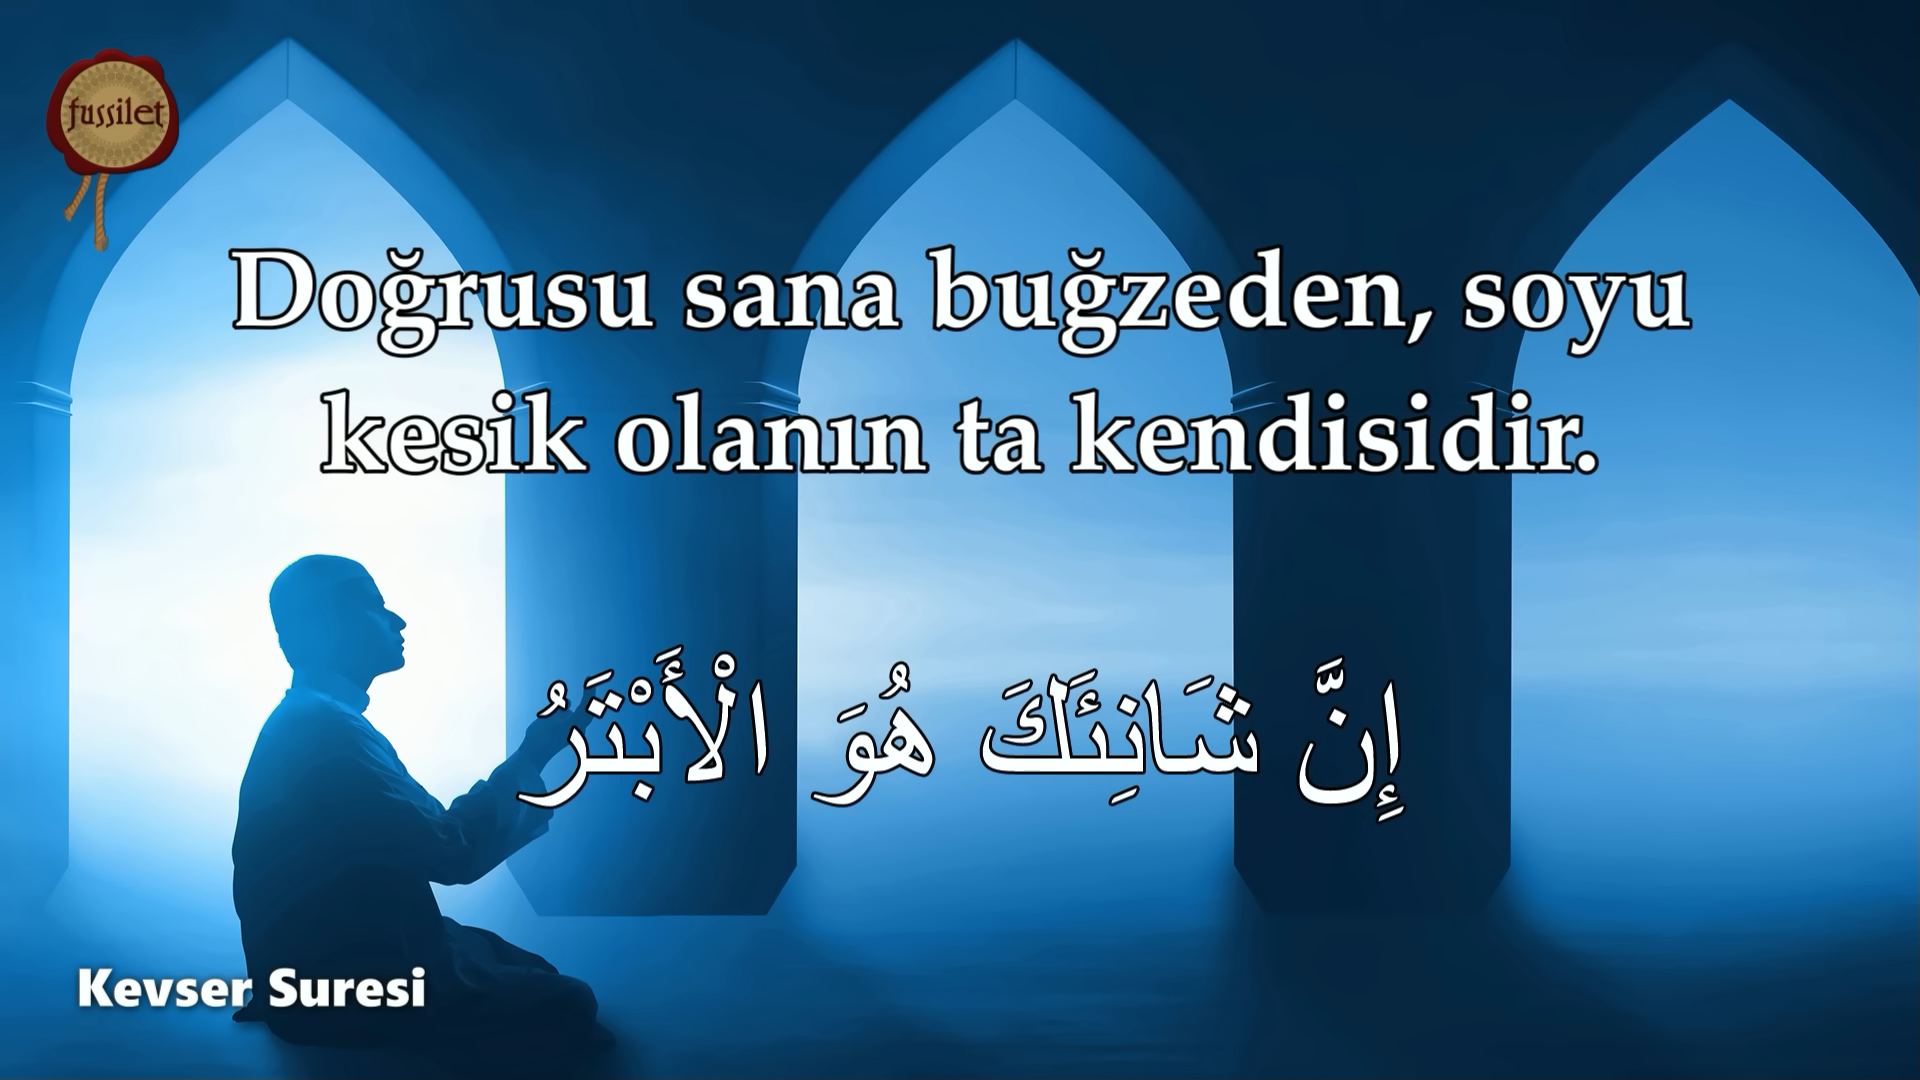 fussilet
Doğrusu sana buğzeden, soyu
kesik olanın ta kendisidir.
إِنَّ شَانِئَكَ هُوَ الْأَبْتَرُ
Kevser Suresi